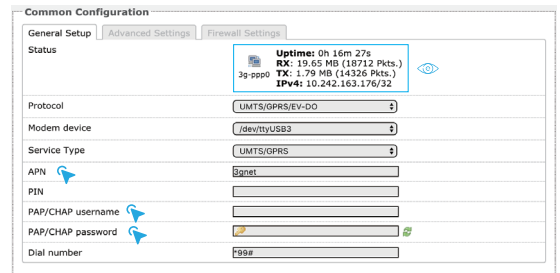 Common Configuration
General Setup Advanced Settings Firewall Settings
Status
Uptime: 0h 16m 27s
RX: 19.65 MB (18712 Pkts.)
3g-ppp0 TX: 1.79 MB (14326 Pkts.)
IPv4: 10.242.163.176/32
Protocol UMTS/GPRS/EV-DO
Modem device /dev/ttyUSB3
Service Type UMTS/GPRS
APN 3gnet
PIN
PAP/CHAP username
PAP/CHAP password
Dial number *99#